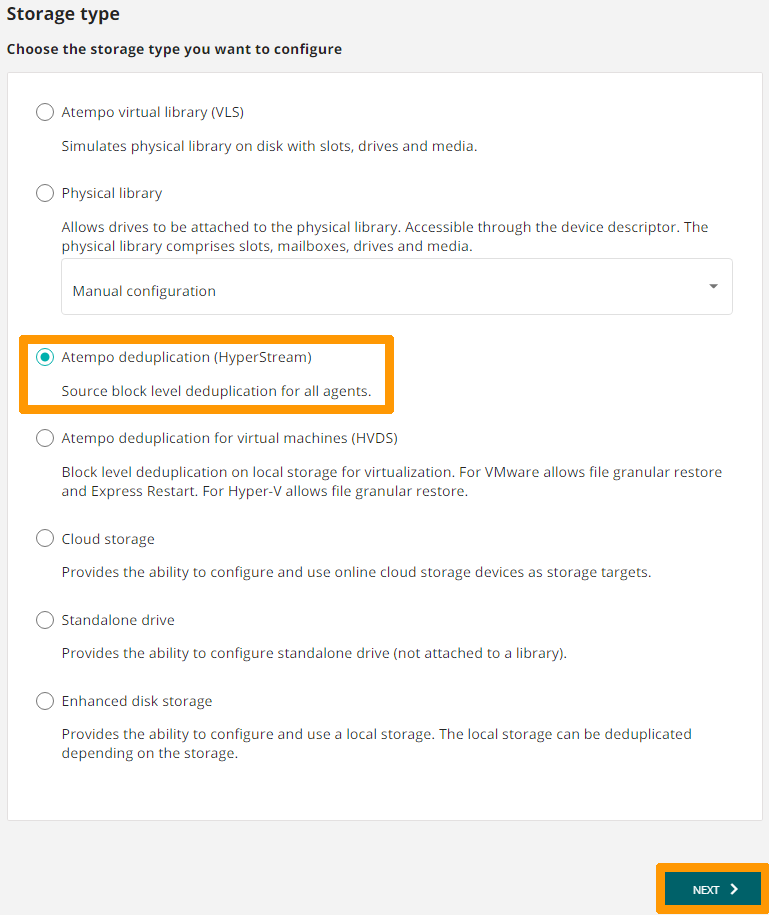 Storage type
Choose the storage type you want to configure
Atempo virtual library (VLS)
Simulates physical library on disk with slots, drives and media.
Physical library
Allows drives to be attached to the physical library. Accessible through the device descriptor. The
physical library comprises slots, mailboxes, drives and media.
Manual configuration
Atempo deduplication (HyperStream)
Source block level deduplication for all agents.
Atempo deduplication for virtual machines (HVDS)
Block level deduplication on local storage for virtualization. For VMware allows file granular restore
and Express Restart. For Hyper-V allows file granular restore.
Cloud storage
Provides the ability to configure and use online cloud storage devices as storage targets.
Standalone drive
Provides the ability to configure standalone drive (not attached to a library).
Enhanced disk storage
Provides the ability to configure and use a local storage. The local storage can be deduplicated
depending on the storage.
NEXT